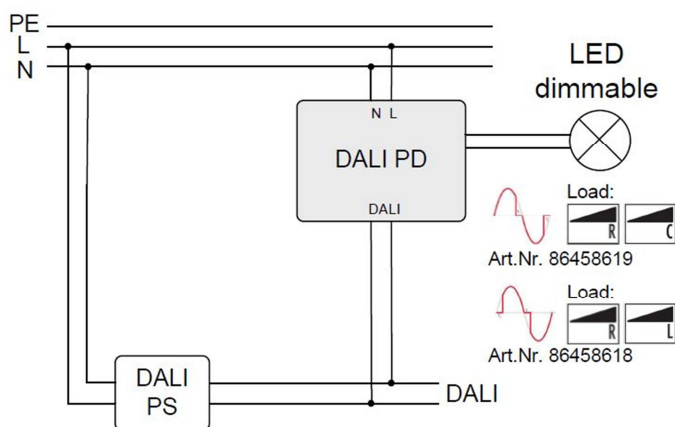 PE
L
N
LED
dimmable
N L
DALI PD
DALI
Load:
R
C
Art.Nr. 86458619
Load:
R
L
Art.Nr. 86458618
DALI
PS
DALI